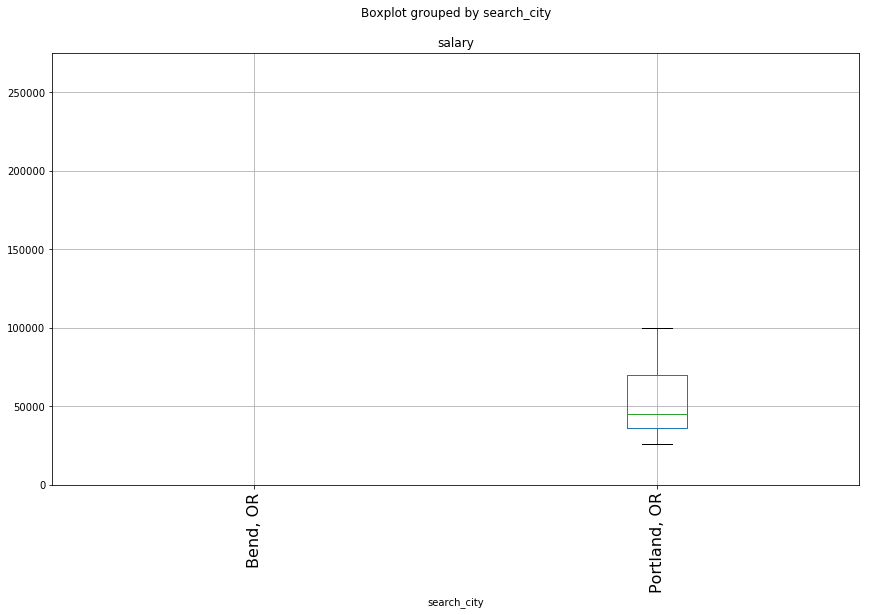 Boxplot grouped by search_city
salary
250000
200000
150000
100000
50000
0
Bend, OR
Portland, OR
search_city